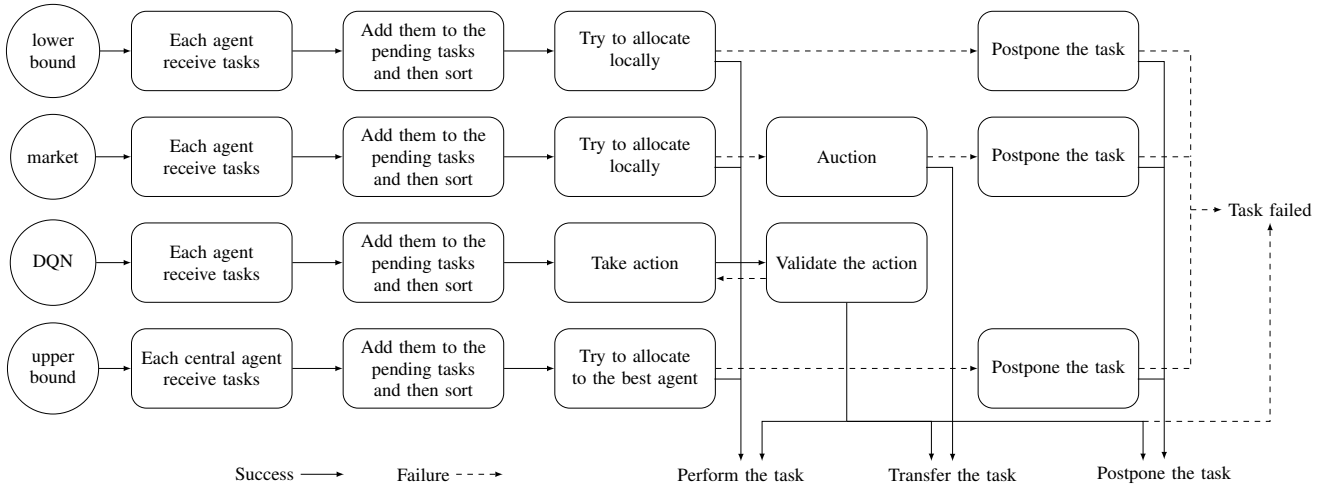 lower
bound
Each agent
receive tasks
Add them to the
pending tasks
and then sort
Try to allocate
locally
Postpone the task
market
Each agent
receive tasks
Add them to the
pending tasks
and then sort
Try to allocate
locally
Auction
Postpone the task
Task failed
DQN
Each agent
receive tasks
Add them to the
pending tasks
and then sort
Take action
Validate the action
upper
bound
Each central agent
receive tasks
Add them to the
pending tasks
and then sort
Try to allocate
to the best agent
Postpone the task
Success
Failure
Perform the task
Transfer the task
Postpone the task